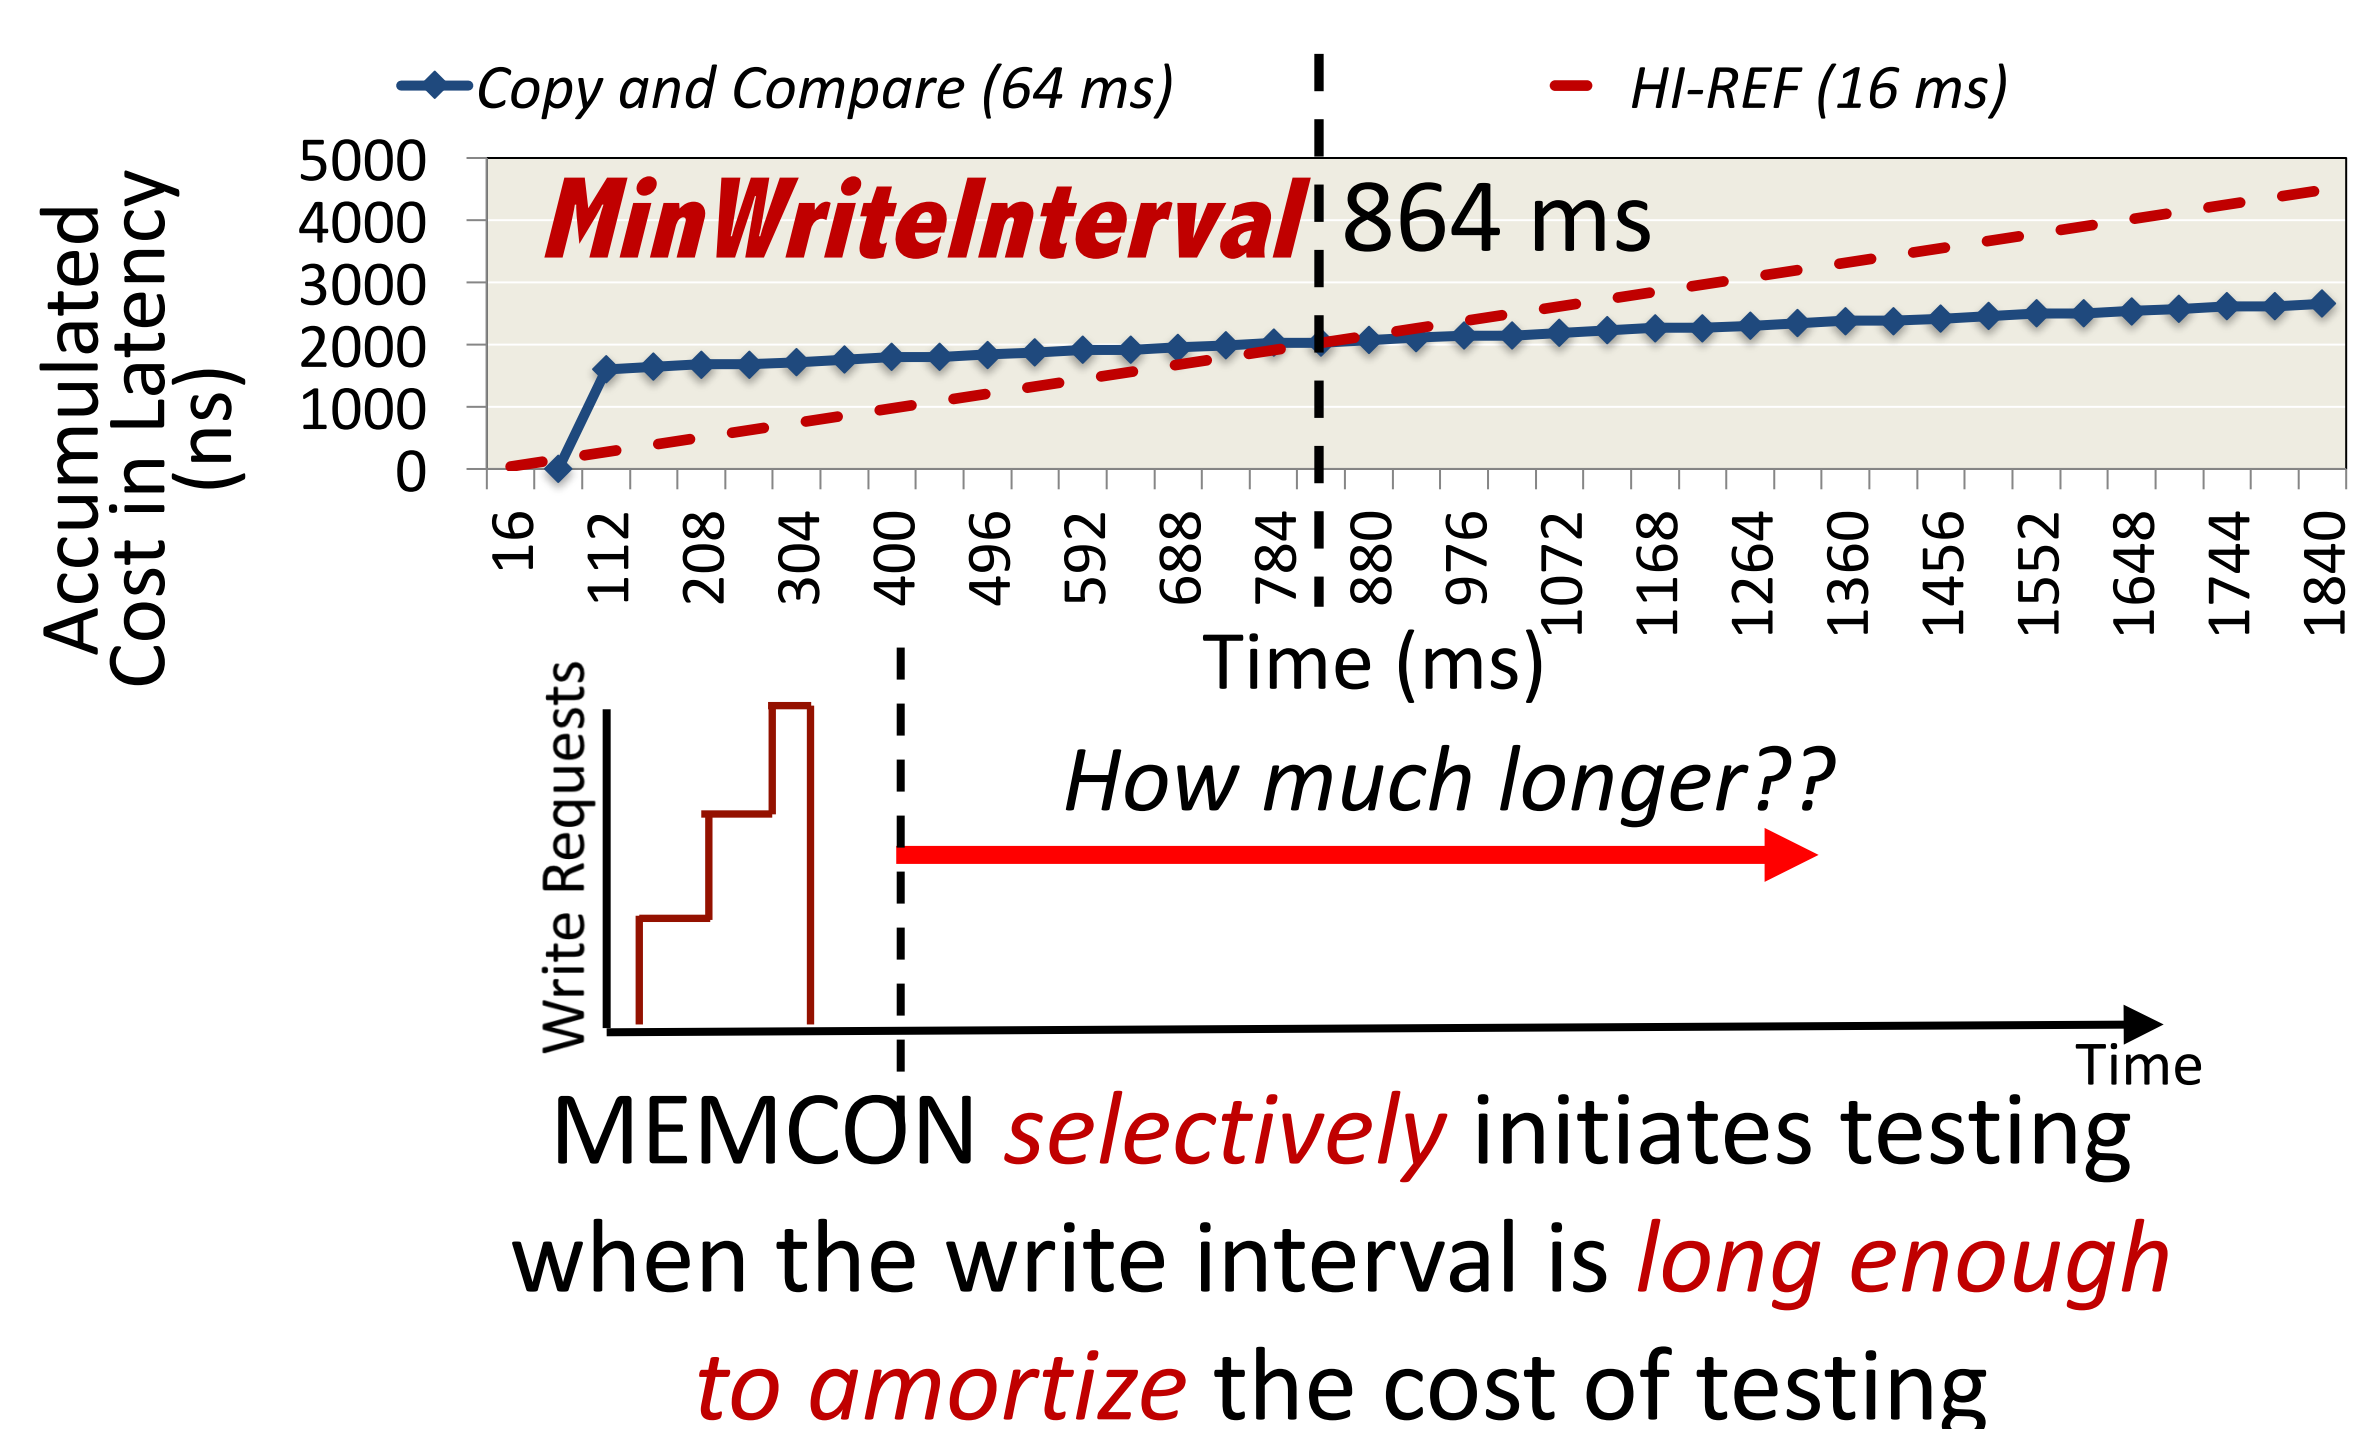 Copy and Compare (64 ms)
HI-REF (16 ms)
Accumulated
Cost in Latency
(ns)
5000
4000
3000
2000
1000
0
MinWriteInterval
864 ms
16
112
208
304
400
496
592
688
784
880
976
1072
1168
1264
1360
1456
1552
1648
1744
1840
Time (ms)
Write Requests
How much longer??
Time
MEMCON selectively initiates testing
when the write interval is long enough
to amortize the cost of testing